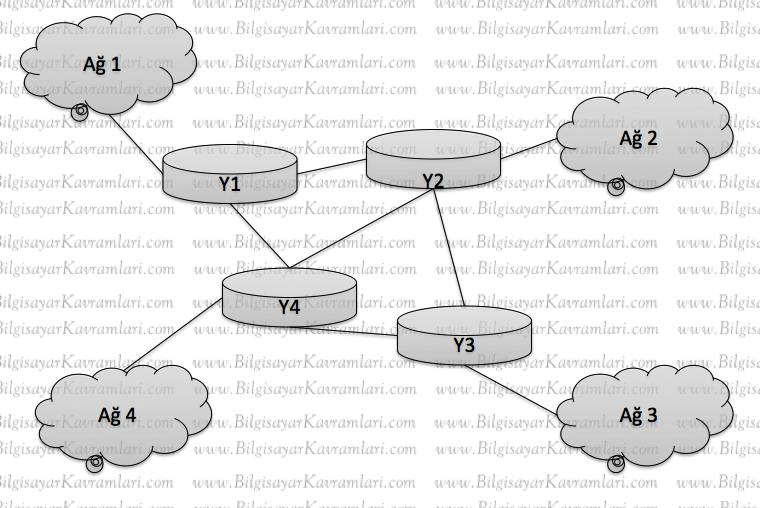 Ağ 1
Ağ 2
Y1
Y2
Y4
Y3
Ağ 4
Ağ 3
www.BilgisayarKavramlari.com